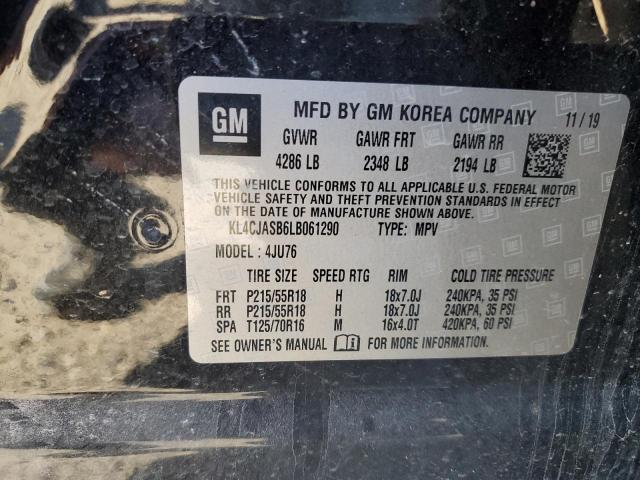 GM MFD BY GM KOREA COMPANY 11/19
GVWR GAWR FRT GAWR RR
4286 LB 2348 LB 2194 LB
THIS VEHICLE CONFORMS TO ALL APPLICABLE U.S. FEDERAL MOTOR
VEHICLE SAFETY AND THEFT PREVENTION STANDARDS IN EFFECT ON
THE DATE OF MANUFACTURE SHOWN ABOVE.
KL4CJASB6LB061290 TYPE: MPV
MODEL: 4JU76
TIRE SIZE SPEED RTG RIM COLD TIRE PRESSURE
FRT P215/55R18 H 18x7.0J 240KPA, 35 PSI
RR P215/55R18 H 18x7.0J 240KPA, 35 PSI
SPA T125/70R16 M 16x4.0T 420KPA, 60 PSI
SEE OWNER'S MANUAL FOR MORE INFORMATION.